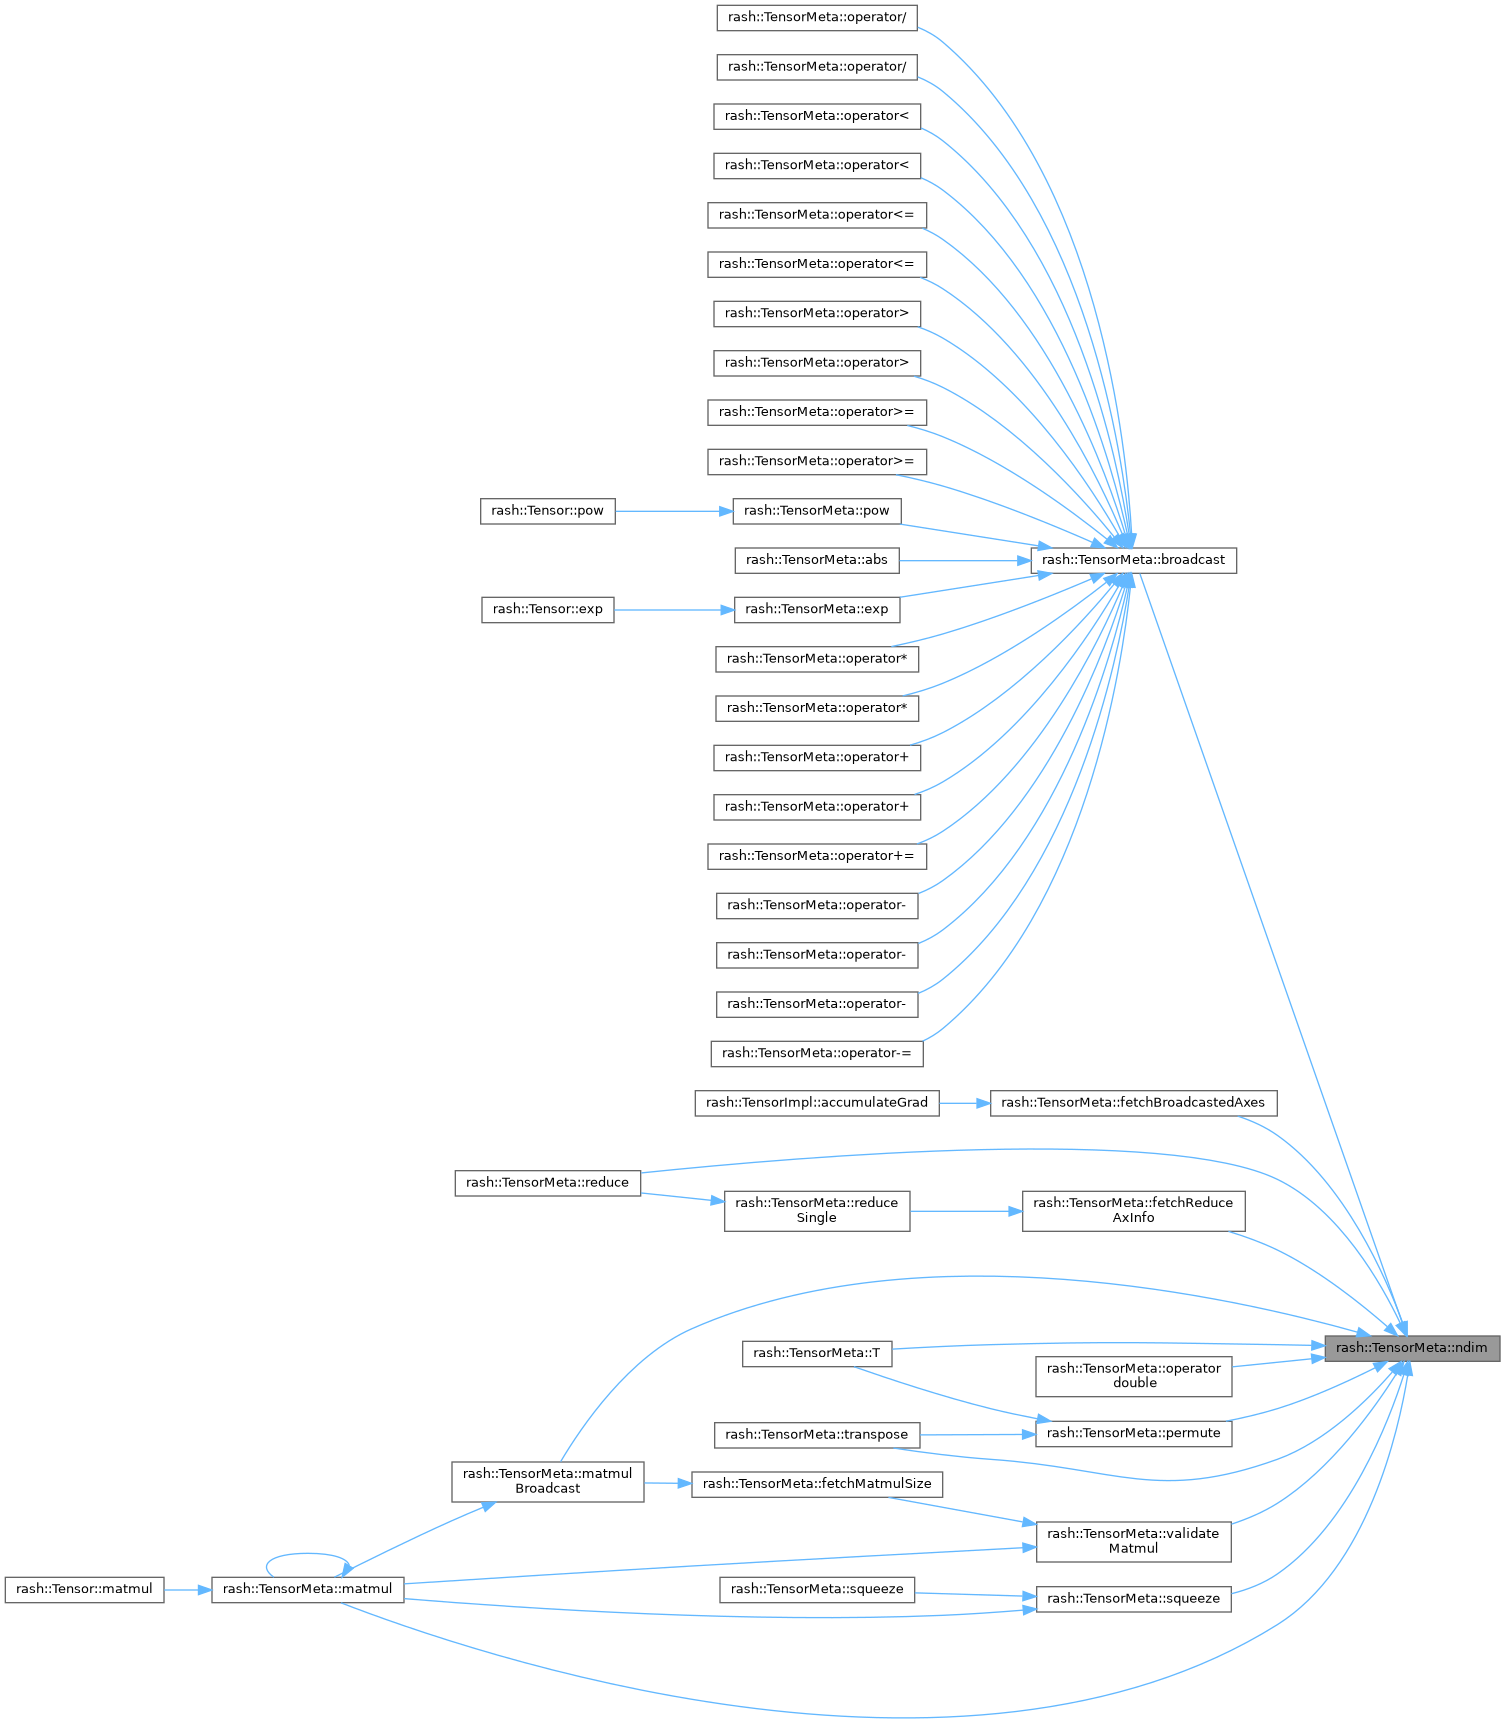 rash::TensorMeta::operator/
rash::TensorMeta::operator/
rash::TensorMeta::operator<
rash::TensorMeta::operator<
rash::TensorMeta::operator<=
rash::TensorMeta::operator<=
rash::TensorMeta::operator>
rash::TensorMeta::operator>
rash::TensorMeta::operator>=
rash::TensorMeta::operator>=
rash::Tensor::pow
rash::TensorMeta::pow
rash::TensorMeta::abs
rash::TensorMeta::broadcast
rash::Tensor::exp
rash::TensorMeta::exp
rash::TensorMeta::operator*
rash::TensorMeta::operator*
rash::TensorMeta::operator+
rash::TensorMeta::operator+
rash::TensorMeta::operator+=
rash::TensorMeta::operator-
rash::TensorMeta::operator-
rash::TensorMeta::operator-
rash::TensorMeta::operator-=
rash::TensorImpl::accumulateGrad
rash::TensorMeta::fetchBroadcastedAxes
rash::TensorMeta::reduce
rash::TensorMeta::reduce
Single
rash::TensorMeta::fetchReduce
AxInfo
rash::TensorMeta::T
rash::TensorMeta::ndim
rash::TensorMeta::operator
double
rash::TensorMeta::transpose
rash::TensorMeta::permute
rash::TensorMeta::matmul
Broadcast
rash::TensorMeta::fetchMatmulSize
rash::TensorMeta::validate
Matmul
rash::Tensor::matmul
rash::TensorMeta::matmul
rash::TensorMeta::squeeze
rash::TensorMeta::squeeze